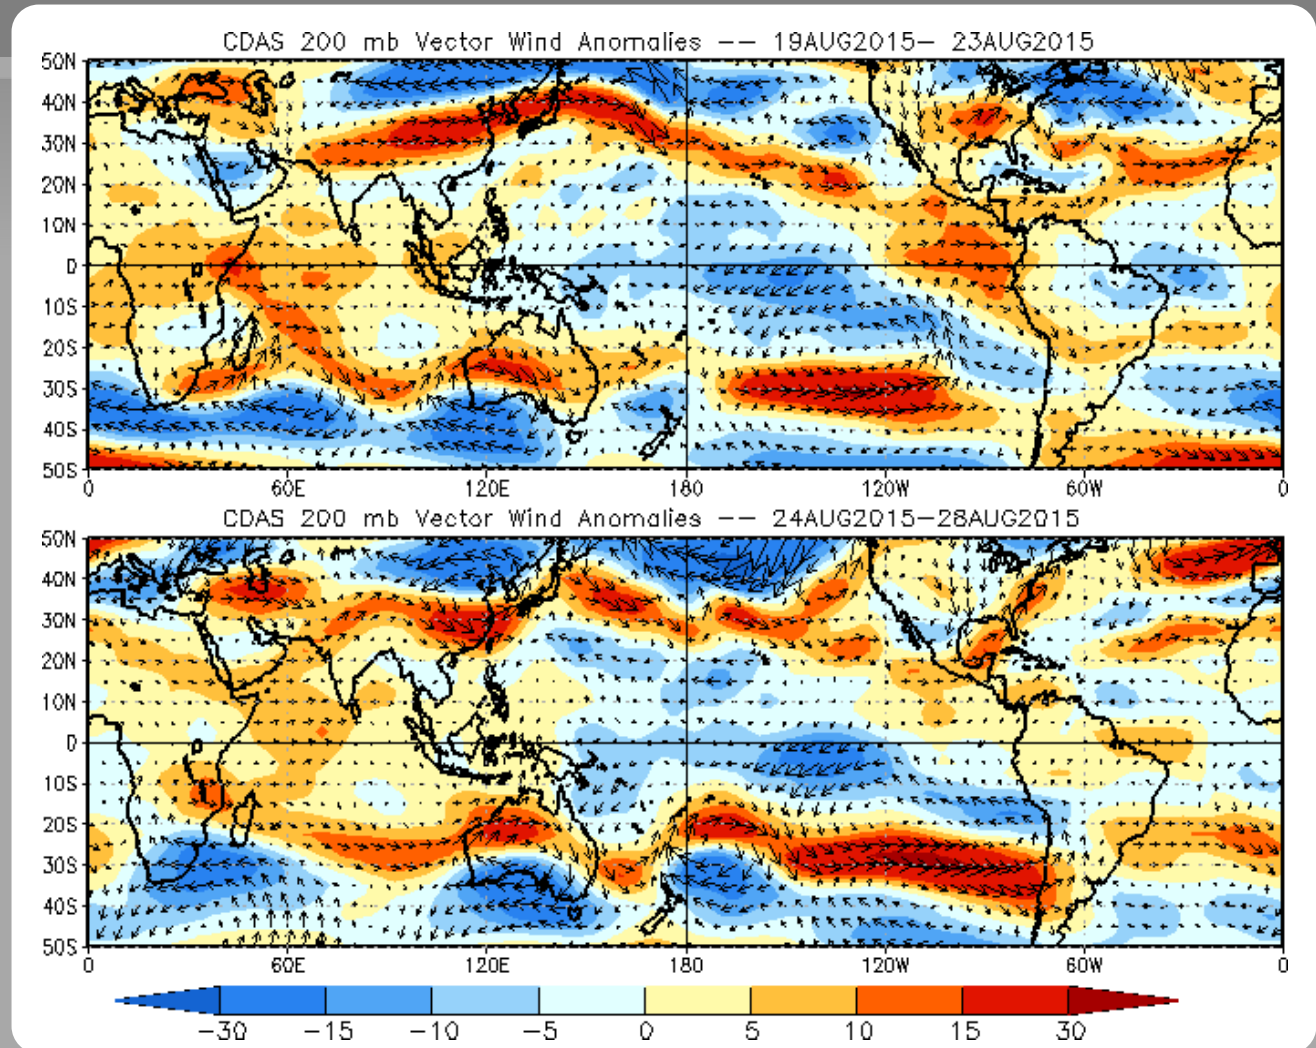 CDAS 200 mb Vector Wind Anomalies -- 19AUG2015- 23AUG2015
50N
40N
30N
20N
10N
0
10S
20S
30S
40S
50S
0 60E 120E 180 120W 60W 0
CDAS 200 mb Vector Wind Anomalies -- 24AUG2015-28AUG2015
50N
40N
30N
20N
10N
0
10S
20S
30S
40S
50S
0 60E 120E 180 120W 60W 0
-30 -15 -10 -5 0 5 10 15 30